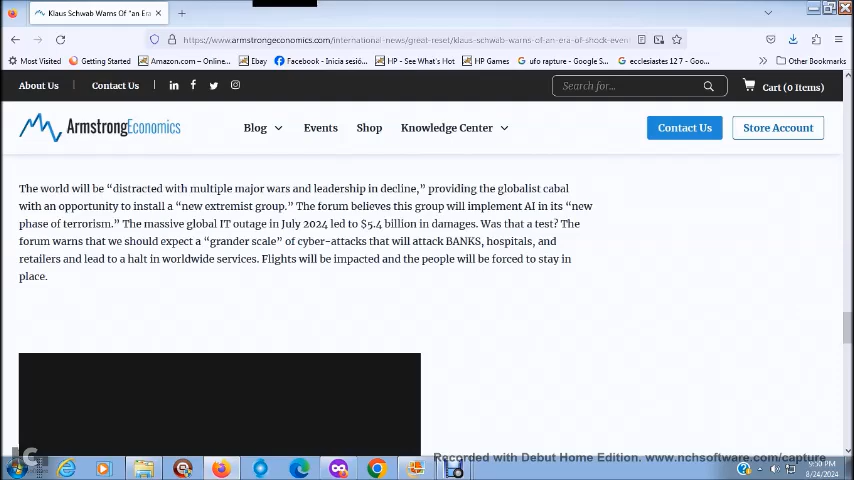 Klaus Schwab Warns Of "an Era
https://www.armstrongeconomics.com/international-news/great-reset/klaus-schwab-warns-of-an-era-of-shock-even
Most Visited Getting Started Amazon.com – Online... Ebay Facebook - Inicia sesió... HP - See What's Hot HP Games ufo rapture - Google S... ecclesiastes 12 7 - Goog... Other Bookmarks
About Us Contact Us Search for... Cart (0 Items)
ArmstrongEconomics Blog Events Shop Knowledge Center Contact Us Store Account
The world will be “distracted with multiple major wars and leadership in decline,” providing the globalist cabal
with an opportunity to install a “new extremist group.” The forum believes this group will implement AI in its “new
phase of terrorism.” The massive global IT outage in July 2024 led to $5.4 billion in damages. Was that a test? The
forum warns that we should expect a “grander scale” of cyber-attacks that will attack BANKS, hospitals, and
retailers and lead to a halt in worldwide services. Flights will be impacted and the people will be forced to stay in
place.
Recorded with Debut Home Edition. www.nchsoftware.com/capture
9:50 PM
8/24/2024